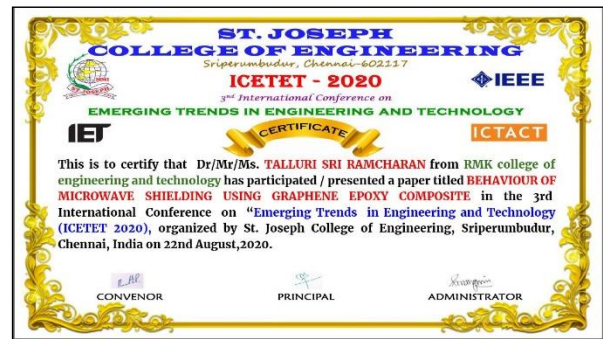 ST. JOSEPH
COLLEGE OF ENGINEERING
Sriperumbudur, Chennai-602117
ICETET - 2020
IEEE
3rd International Conference on
EMERGING TRENDS IN ENGINEERING AND TECHNOLOGY
IET
CERTIFICATE
ICTACT
This is to certify that Dr/Mr/Ms. TALLURI SRI RAMCHARAN from RMK college of
engineering and technology has participated / presented a paper titled BEHAVIOUR OF
MICROWAVE SHIELDING USING GRAPHENE EPOXY COMPOSITE in the 3rd
International Conference on “Emerging Trends in Engineering and Technology
(ICETET 2020), organized by St. Joseph College of Engineering, Sriperumbudur,
Chennai, India on 22nd August,2020.
CONVENOR
PRINCIPAL
ADMINISTRATOR